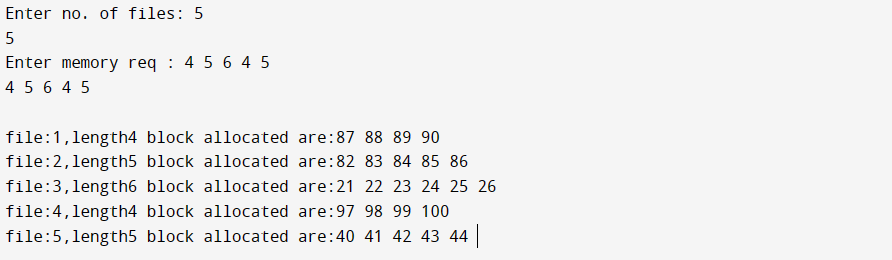 Enter no. of files: 5
5
Enter memory req : 4 5 6 4 5
4 5 6 4 5
file:1,length4 block allocated are:87 88 89 90
file:2,length5 block allocated are:82 83 84 85 86
file:3,length6 block allocated are:21 22 23 24 25 26
file:4,length4 block allocated are:97 98 99 100
file:5,length5 block allocated are:40 41 42 43 44